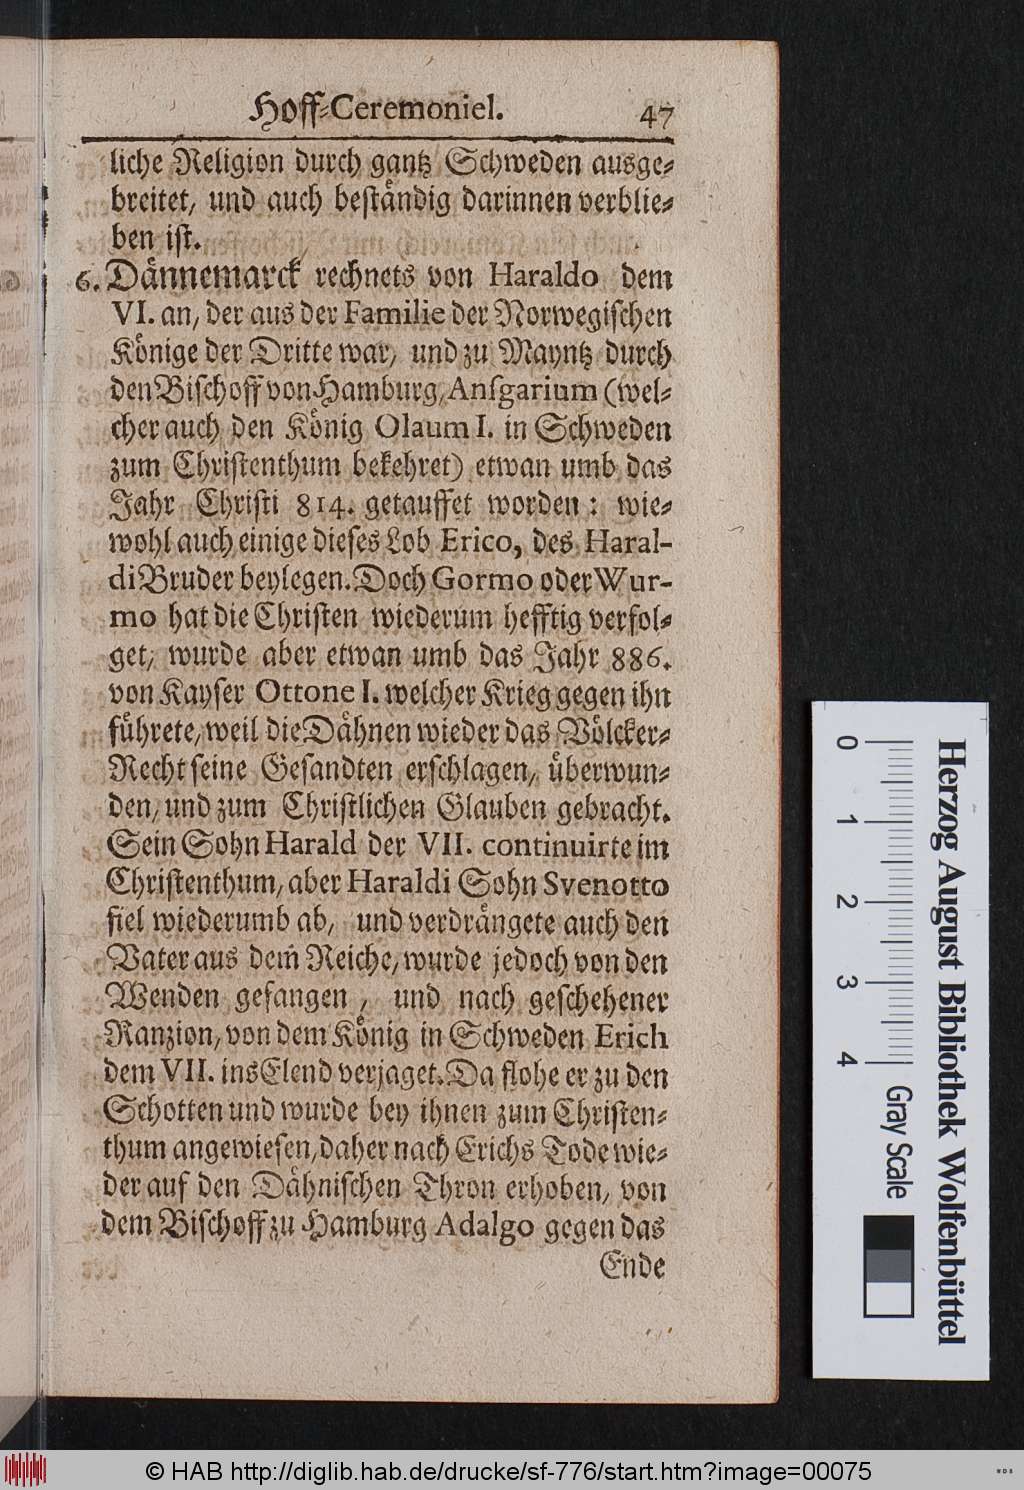 Hoff-Ceremoniel. 47
liche Religion durch gantz Schweden ausge-
breitet, und auch beständig darinnen verblie-
ben ist.
6. Dännemarck rechnets von Haraldo dem
VI. an, der aus der Familie der Norwegischen
Könige der Dritte war, und zu Mayntz durch
den Bischoff von Hamburg, Ansgarium (wel-
cher auch den König Olaum I. in Schweden
zum Christenthum bekehret) etwan umb das
Jahr Christi 814. getauffet worden: wie-
wohl auch einige dieses Lob Erico, des Haral-
di Bruder beylegen. Doch Gormo oder Wur-
mo hat die Christen wiederum hefftig verfol-
get, wurde aber etwan umb das Jahr 886.
von Kayser Ottone I. welcher Krieg gegen ihn
führete, weil die Dähnen wieder das Völcker-
Recht seine Gesandten erschlagen, überwun-
den, und zum Christlichen Glauben gebracht.
Sein Sohn Harald der VII. continuirte im
Christenthum, aber Haraldi Sohn Svenotto
fiel wiederumb ab, und verdrängete auch den
Vater aus dem Reiche, wurde jedoch von den
Wenden gefangen, und nach geschehener
Ranzion, von dem König in Schweden Erich
dem VII. ins Elend verjaget. Da flohe er zu den
Schotten und wurde bey ihnen zum Christen-
thum angewiesen, daher nach Erichs Tode wie-
der auf den Dähnischen Thron erhoben, von
dem Bischoff zu Hamburg Adalgo gegen das
Ende
0 1 2 3 4
Gray Scale
Herzog August Bibliothek Wolfenbüttel
© HAB http://diglib.hab.de/drucke/sf-776/start.htm?image=00075
WDB